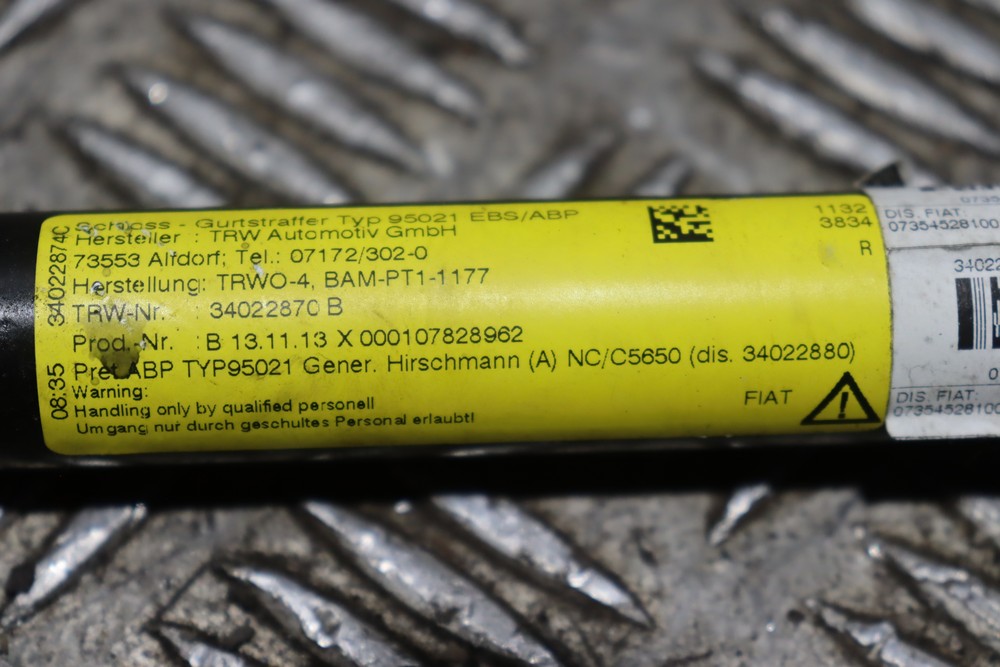 Schloss - Gurtstraffer Typ 95021 EBS/ABP
Hersteller : TRW Automotiv GmbH
73553 Alfdorf; Tel.: 07172/302-0
Herstellung: TRWO-4, BAM-PT1-1177
TRW-Nr. : 34022870 B
Prod.-Nr. : B 13.11.13 X 000107828962
Pret ABP TYP95021 Gener. Hirschmann (A) NC/C5650 (dis. 34022880)
Warning:
Handling only by qualified personell
Umgang nur durch geschultes Personal erlaubt!
08:35 34022874C
1132
3834
R
FIAT
DIS. FIAT:
07354528100
34022
0
DIS. FIAT:
07354528100